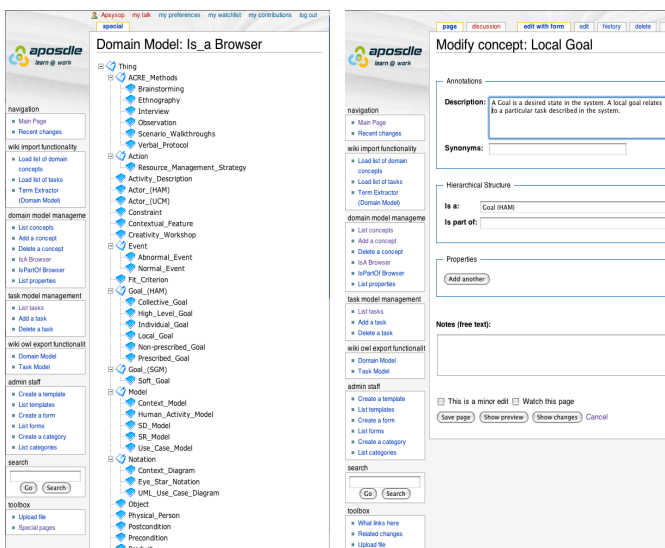 Apsysop my talk my preferences my watchlist my contributions log out
special
aposdle
learn @ work
Domain Model: Is_a Browser
Thing
ACRE_Methods
Brainstorming
Ethnography
Interview
Observation
Scenario_Walkthroughs
Verbal_Protocol
Action
Resource_Management_Strategy
Activity_Description
Actor_(HAM)
Actor_(UCM)
Constraint
Contextual_Feature
Creativity_Workshop
Event
Abnormal_Event
Normal_Event
Fit_Criterion
Goal_(HAM)
Collective_Goal
High_Level_Goal
Individual_Goal
Local_Goal
Non-prescribed_Goal
Prescribed_Goal
Goal_(SGM)
Soft_Goal
Model
Context_Model
Human_Activity_Model
SD_Model
SR_Model
Use_Case_Model
Notation
Context_Diagram
Eye_Star_Notation
UML_Use_Case_Diagram
Object
Physical_Person
Postcondition
Precondition
Product
navigation
Main Page
Recent changes
wiki import functionality
Load list of domain
concepts
Load list of tasks
Term Extractor
(Domain Model)
domain model manageme
List concepts
Add a concept
Delete a concept
IsA Browser
IsPartOf Browser
List properties
task model management
List tasks
Add a task
Delete a task
wiki owl export functionalit
Domain Model
Task Model
admin staff
Create a template
List templates
Create a form
List forms
Create a category
List categories
search
Go Search
toolbox
Upload file
Special pages
page discussion edit with form edit history delete
aposdle
learn @ work
Modify concept: Local Goal
Annotations
Description: A Goal is a desired state in the system. A local goal relates
to a particular task described in the system.
Synonyms:
Hierarchical Structure
Is a: Goal (HAM)
Is part of:
Properties
Add another
Notes (free text):
This is a minor edit Watch this page
Save page Show preview Show changes Cancel
navigation
Main Page
Recent changes
wiki import functionality
Load list of domain
concepts
Load list of tasks
Term Extractor
(Domain Model)
domain model manageme
List concepts
Add a concept
Delete a concept
IsA Browser
IsPartOf Browser
List properties
task model management
List tasks
Add a task
Delete a task
wiki owl export functionalit
Domain Model
Task Model
admin staff
Create a template
List templates
Create a form
List forms
Create a category
List categories
search
Go Search
toolbox
What links here
Related changes
Upload file